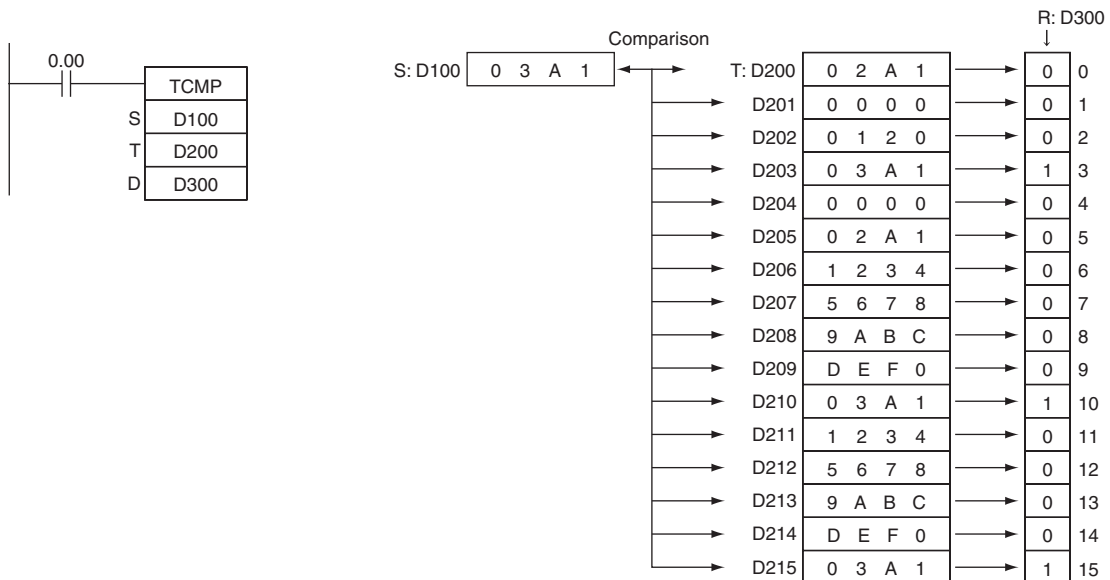 R: D300
Comparison
0.00
TCMP
S D100
T D200
D D300
S: D100 0 3 A 1
T: D200 0 2 A 1 0 0
D201 0 0 0 0 0 1
D202 0 1 2 0 0 2
D203 0 3 A 1 1 3
D204 0 0 0 0 0 4
D205 0 2 A 1 0 5
D206 1 2 3 4 0 6
D207 5 6 7 8 0 7
D208 9 A B C 0 8
D209 D E F 0 0 9
D210 0 3 A 1 1 10
D211 1 2 3 4 0 11
D212 5 6 7 8 0 12
D213 9 A B C 0 13
D214 D E F 0 0 14
D215 0 3 A 1 1 15